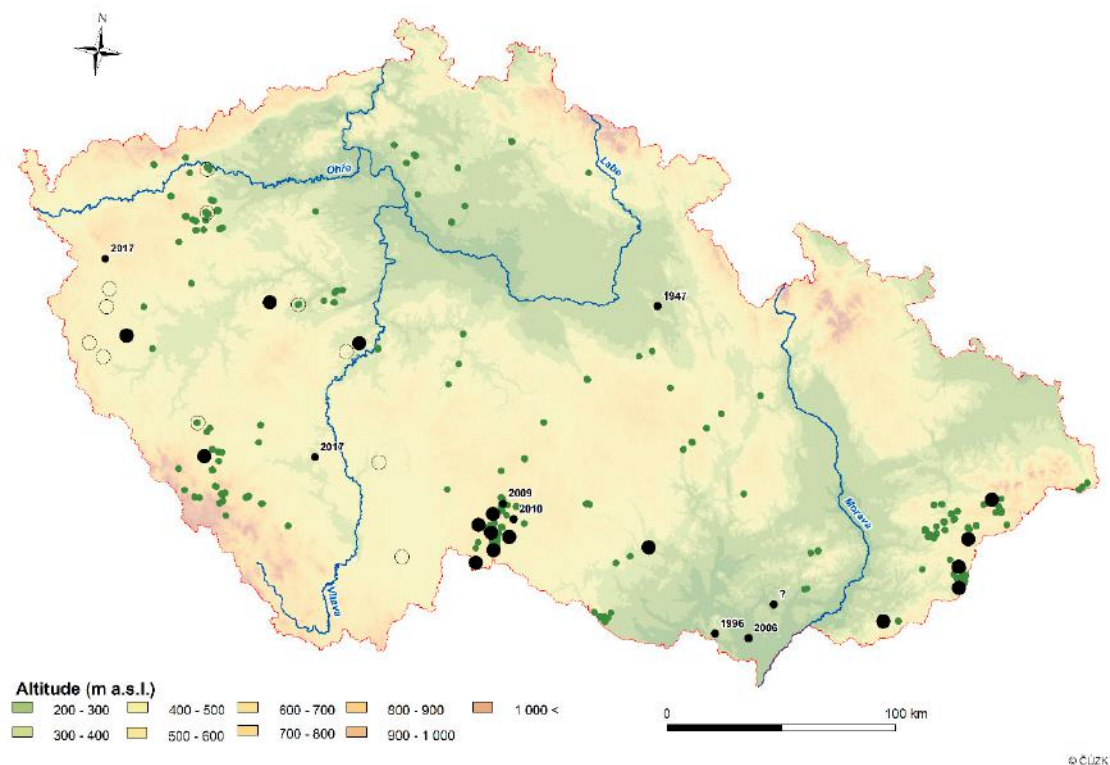 N
Ohře
Labe
2017
1947
2017
2009
2010
Morava
Vltava
?
1996
2006
Altitude (m a.s.l.)
200 - 300
400 - 500
600 - 700
800 - 900
1 000 <
300 - 400
500 - 600
700 - 800
900 - 1 000
0
100 km
© ČÚZK